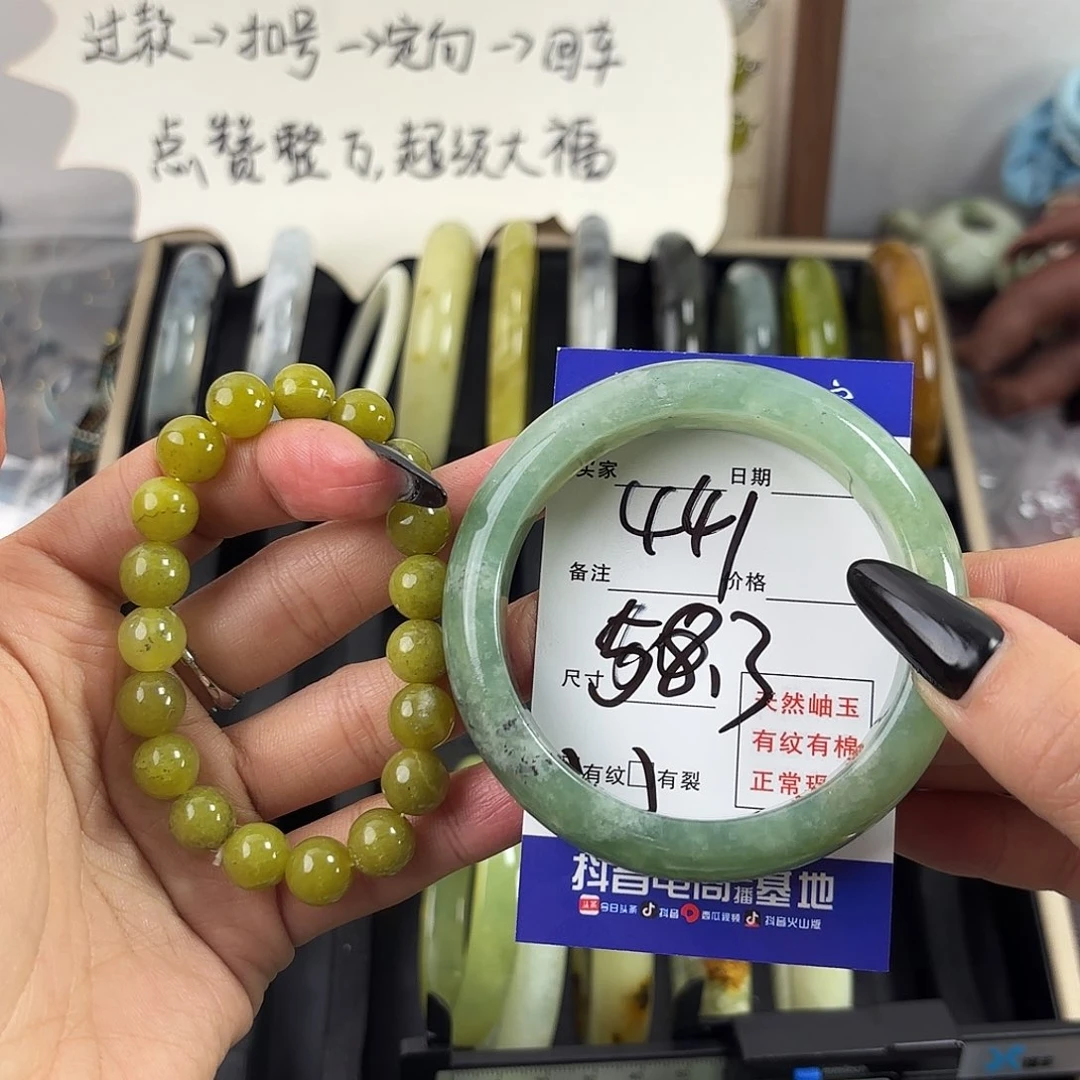 过款→扣号→定向→回车
点赞整百,超级大福
买家 日期
441
备注 价格
58.3
尺寸
天然岫玉
有纹有棉
正常瑕
有纹 有裂
抖音电商直播基地
今日头条 抖音 西瓜视频 抖音火山版